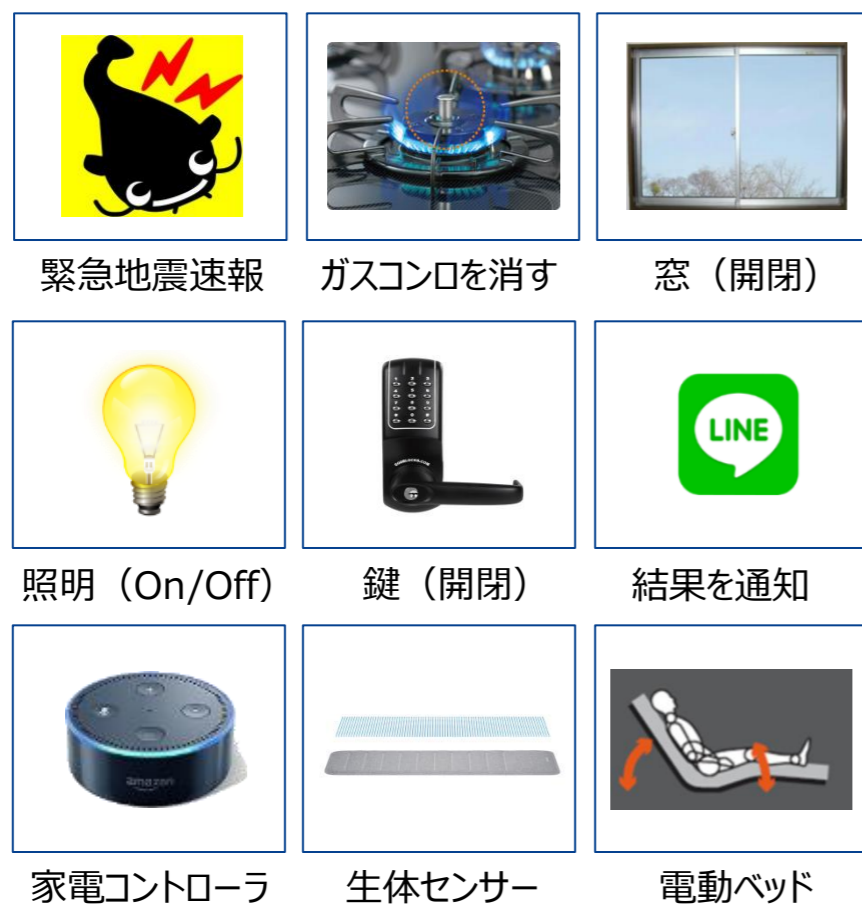 緊急地震速報
ガスコンロを消す
窓（開閉）
LINE
照明（On/Off）
鍵（開閉）
結果を通知
amazon
家電コントローラ
生体センサー
電動ベッド